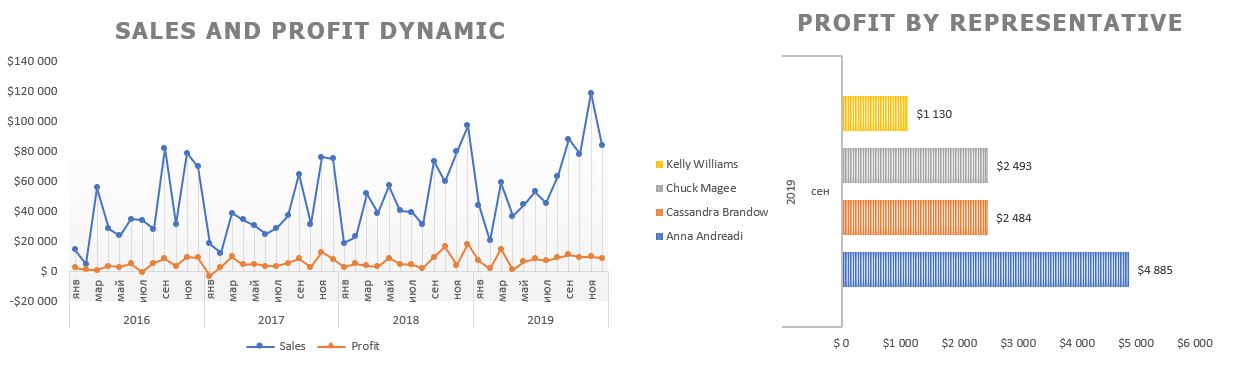 SALES AND PROFIT DYNAMIC
$140 000
$120 000
$100 000
$80 000
$60 000
$40 000
$20 000
$ 0
-$20 000
янв
мар
май
июл
сен
ноя
янв
мар
май
июл
сен
ноя
янв
мар
май
июл
сен
ноя
янв
мар
май
июл
сен
ноя
2016
2017
2018
2019
Sales
Profit
PROFIT BY REPRESENTATIVE
Kelly Williams
Chuck Magee
Cassandra Brandow
Anna Andreadi
2019
сен
$1 130
$2 493
$2 484
$4 885
$ 0
$1 000
$2 000
$3 000
$4 000
$5 000
$6 000